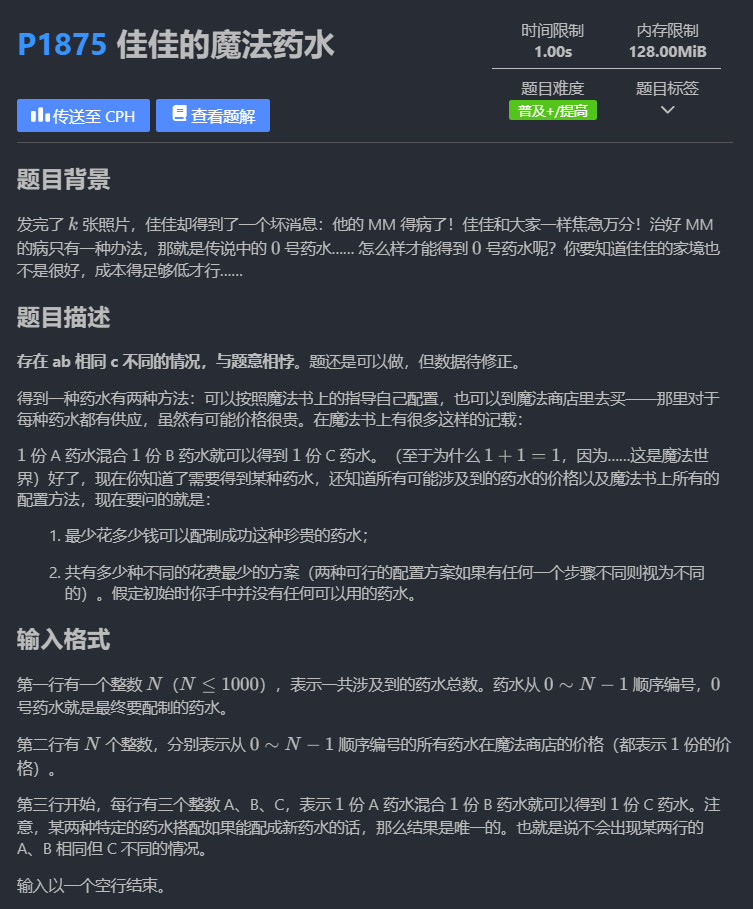 P1875 佳佳的魔法药水
时间限制
1.00s
内存限制
128.00MiB
题目难度
普及+/提高
题目标签
传送至 CPH
查看题解
题目背景
发完了 k 张照片，佳佳却得到了一个坏消息：他的 MM 得病了！佳佳和大家一样焦急万分！治好 MM
的病只有一种办法，那就是传说中的 0 号药水…… 怎么样才能得到 0 号药水呢？你要知道佳佳的家境也
不是很好，成本得足够低才行……
题目描述
存在 ab 相同 c 不同的情况，与题意相悖。题还是可以做，但数据待修正。
得到一种药水有两种方法：可以按照魔法书上的指导自己配置，也可以到魔法商店里去买——那里对于
每种药水都有供应，虽然有可能价格很贵。在魔法书上有很多这样的记载：
1 份 A 药水混合 1 份 B 药水就可以得到 1 份 C 药水。（至于为什么 1 + 1 = 1，因为……这是魔法世
界）好了，现在你知道了需要得到某种药水，还知道所有可能涉及到的药水的价格以及魔法书上所有的
配置方法，现在要问的就是：
1. 最少花多少钱可以配制成功这种珍贵的药水；
2. 共有多少种不同的花费最少的方案（两种可行的配置方案如果有任何一个步骤不同则视为不同
的）。假定初始时你手中并没有任何可以用的药水。
输入格式
第一行有一个整数 N（N ≤ 1000），表示一共涉及到的药水总数。药水从 0 ∼ N − 1 顺序编号，0
号药水就是最终要配制的药水。
第二行有 N 个整数，分别表示从 0 ∼ N − 1 顺序编号的所有药水在魔法商店的价格（都表示 1 份的价
格）。
第三行开始，每行有三个整数 A、B、C，表示 1 份 A 药水混合 1 份 B 药水就可以得到 1 份 C 药水。注
意，某两种特定的药水搭配如果能配成新药水的话，那么结果是唯一的。也就是说不会出现某两行的
A、B 相同但 C 不同的情况。
输入以一个空行结束。